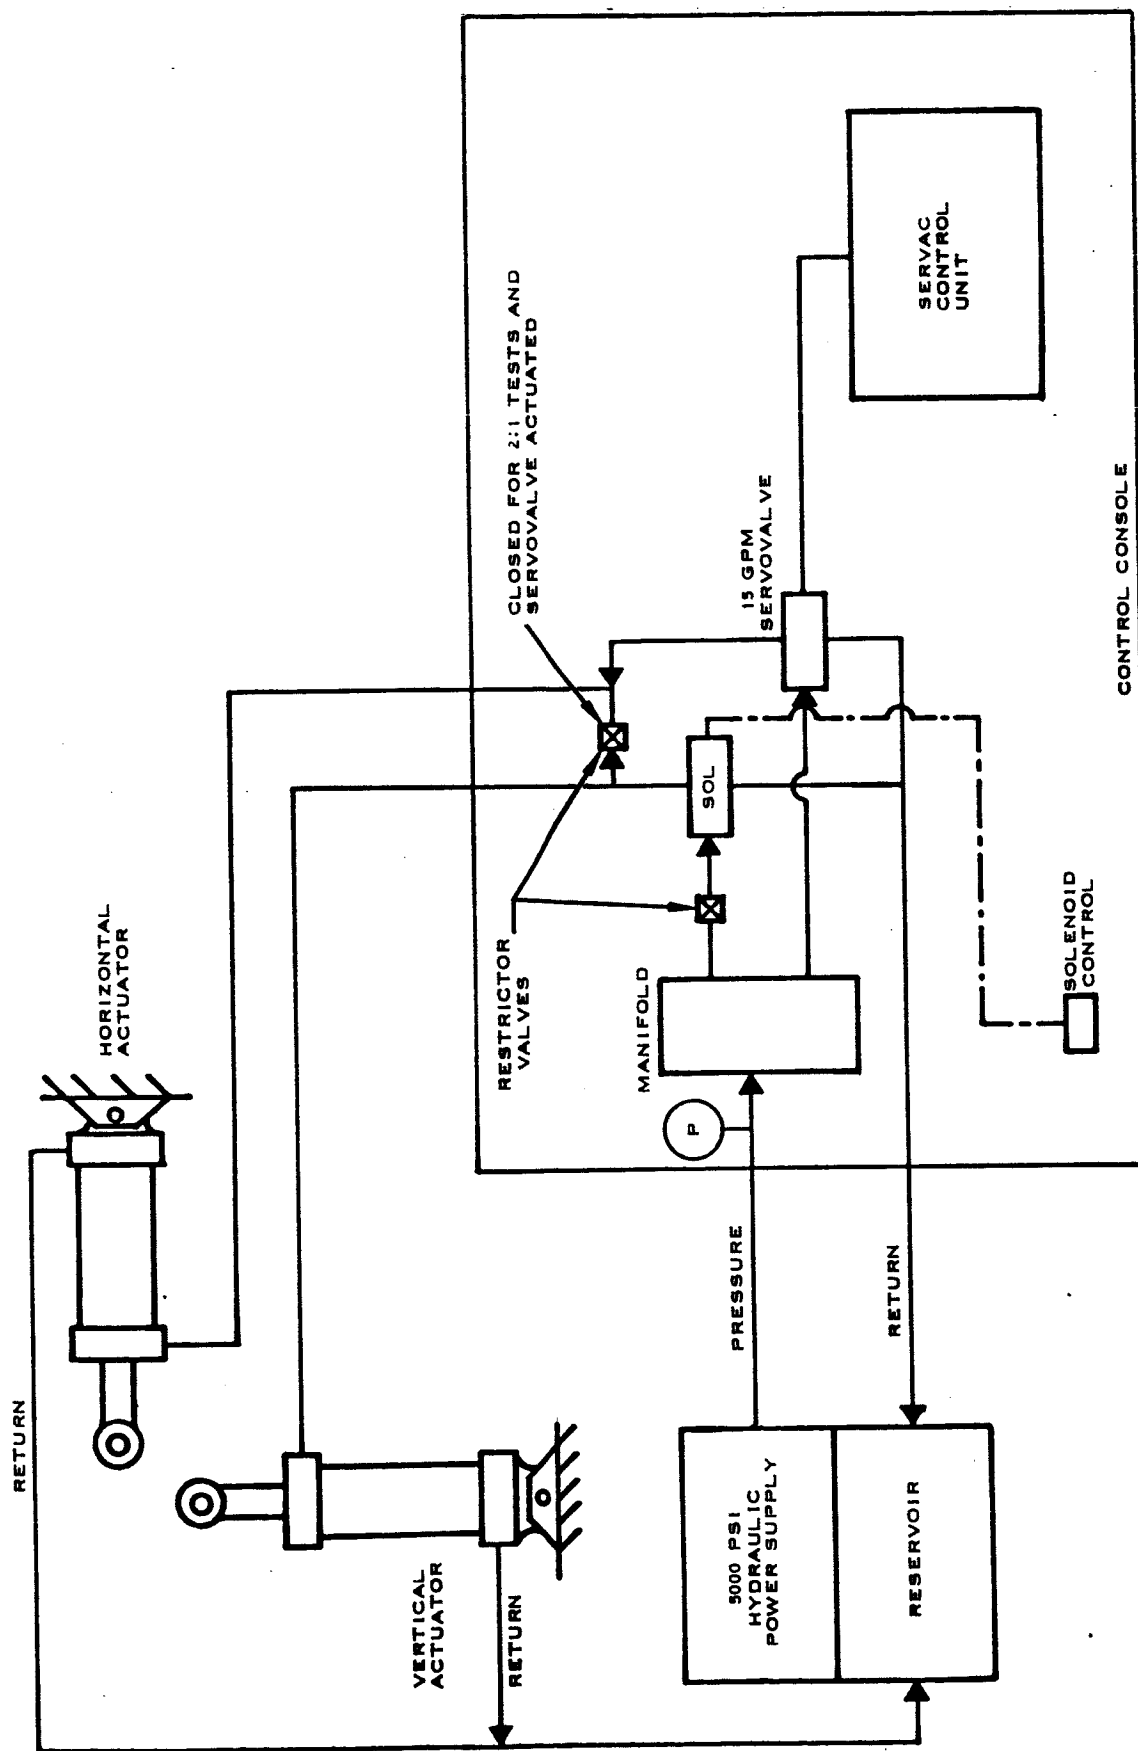 RETURN
HORIZONTAL
ACTUATOR
VERTICAL
ACTUATOR
RETURN
CLOSED FOR 2:1 TESTS AND
SERVOVALVE ACTUATED
RESTRICTOR
VALVES
15 GPM
SERVOVALVE
SOL
MANIFOLD
P
PRESSURE
RETURN
5000 PSI
HYDRAULIC
POWER SUPPLY
RESERVOIR
SERVAC
CONTROL
UNIT
SOLENOID
CONTROL
CONTROL CONSOLE